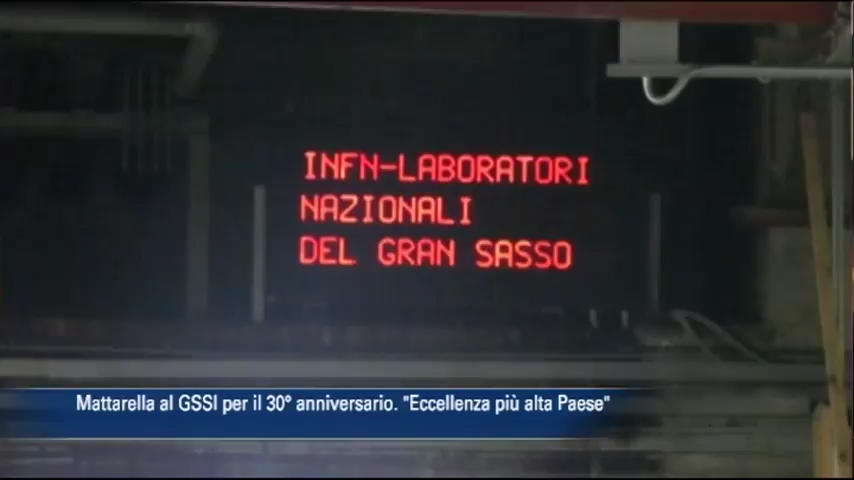 INFN-LABORATORI
NAZIONALI
DEL GRAN SASSO
Mattarella al GSSI per il 30° anniversario. "Eccellenza più alta Paese"